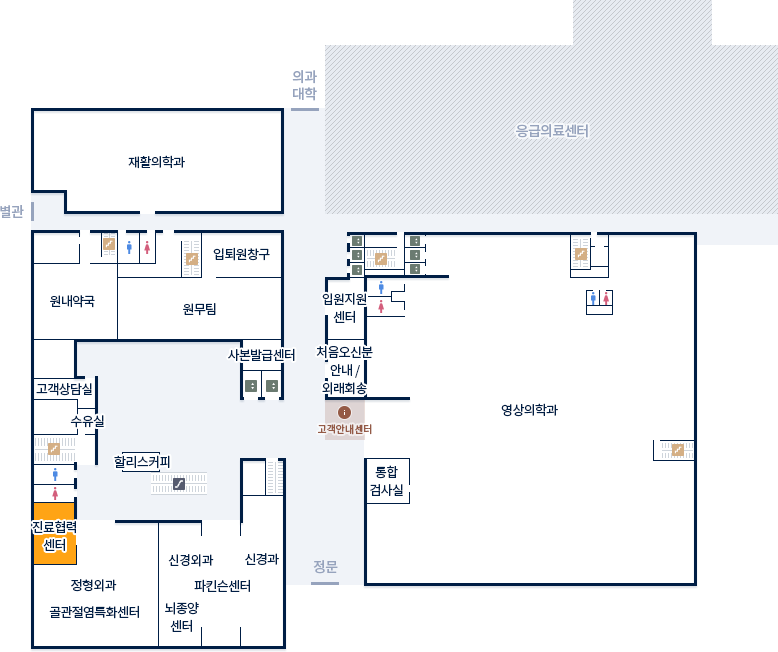 의과
대학
응급의료센터
재활의학과
별관
입퇴원창구
원내약국
원무팀
입원지원
센터
사본발급센터
처음오신분
안내 /
외래회송
고객상담실
수유실
영상의학과
고객안내센터
할리스커피
통합
검사실
진료협력
센터
신경외과
신경과
정문
정형외과
파킨슨센터
골관절염특화센터
뇌종양
센터